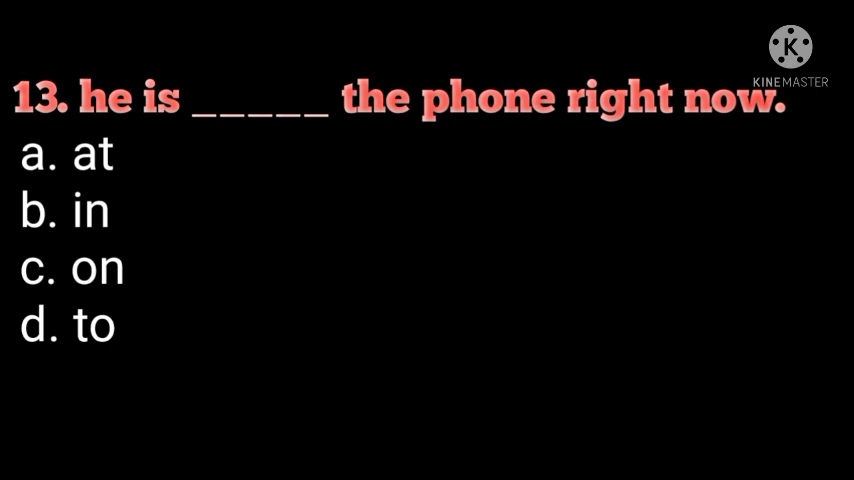 K
KINEMASTER
13. he is _____ the phone right now.
a. at
b. in
c. on
d. to